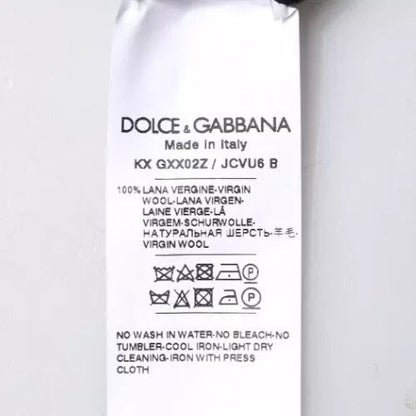 DOLCE & GABBANA
Made in Italy
KX GXX02Z / JCVU6 B
100% LANA VERGINE-VIRGIN
WOOL-LANA VIRGEN-
LAINE VIERGE-LÃ
VIRGEM-SCHURWOLLE-
НАТУРАЛЬНАЯ ШЕРСТЬ-羊毛-
VIRGIN WOOL
P
P
NO WASH IN WATER-NO BLEACH-NO
TUMBLER-COOL IRON-LIGHT DRY
CLEANING-IRON WITH PRESS
CLOTH